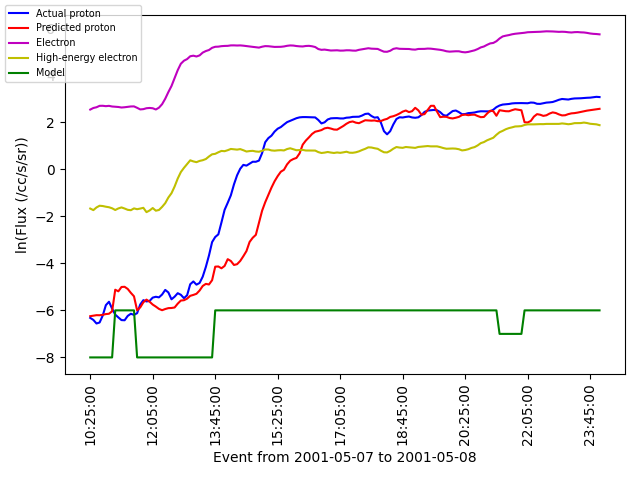 Actual proton
Predicted proton
Electron
High-energy electron
Model
ln(Flux (/cc/s/sr))
2
0
−2
−4
−6
−8
10:25:00
12:05:00
13:45:00
15:25:00
17:05:00
18:45:00
20:25:00
22:05:00
23:45:00
Event from 2001-05-07 to 2001-05-08